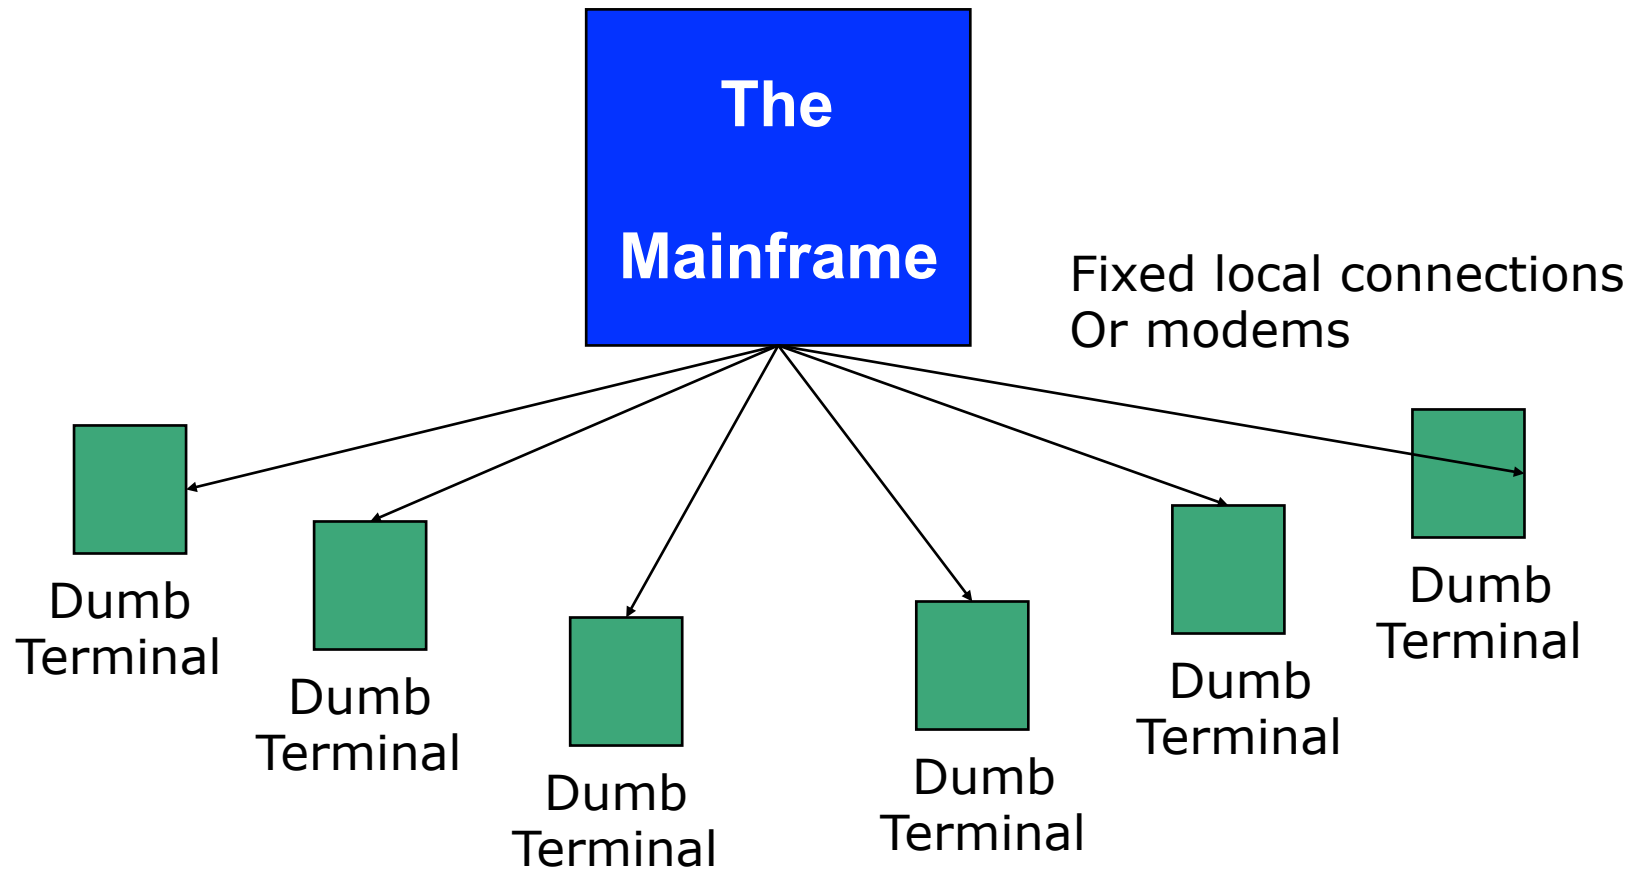 The
Mainframe
Fixed local connections
Or modems
Dumb
Terminal
Dumb
Terminal
Dumb
Terminal
Dumb
Terminal
Dumb
Terminal
Dumb
Terminal